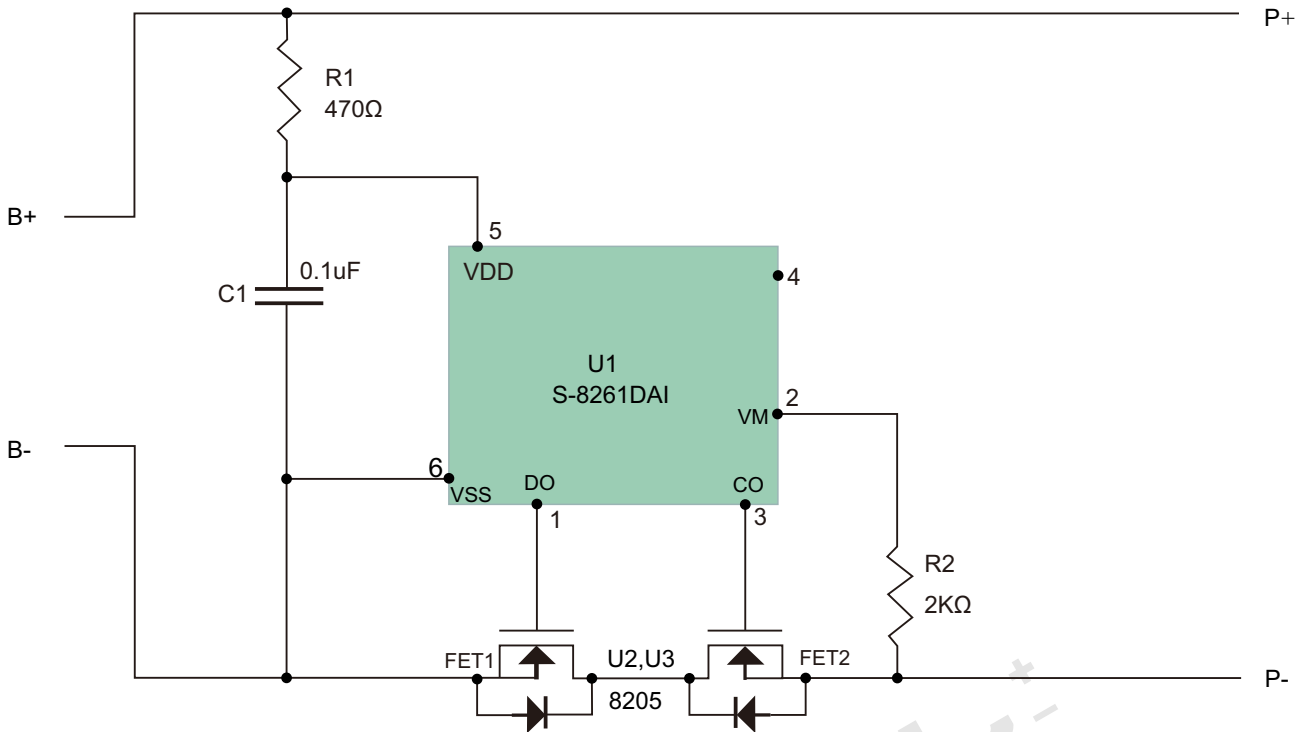 P+
R1
470Ω
B+
5
VDD
4
0.1uF
C1
U1
S-8261DAI
2
VM
B-
6
VSS
DO
CO
1
3
R2
2KΩ
FET1
U2,U3
FET2
8205
P-